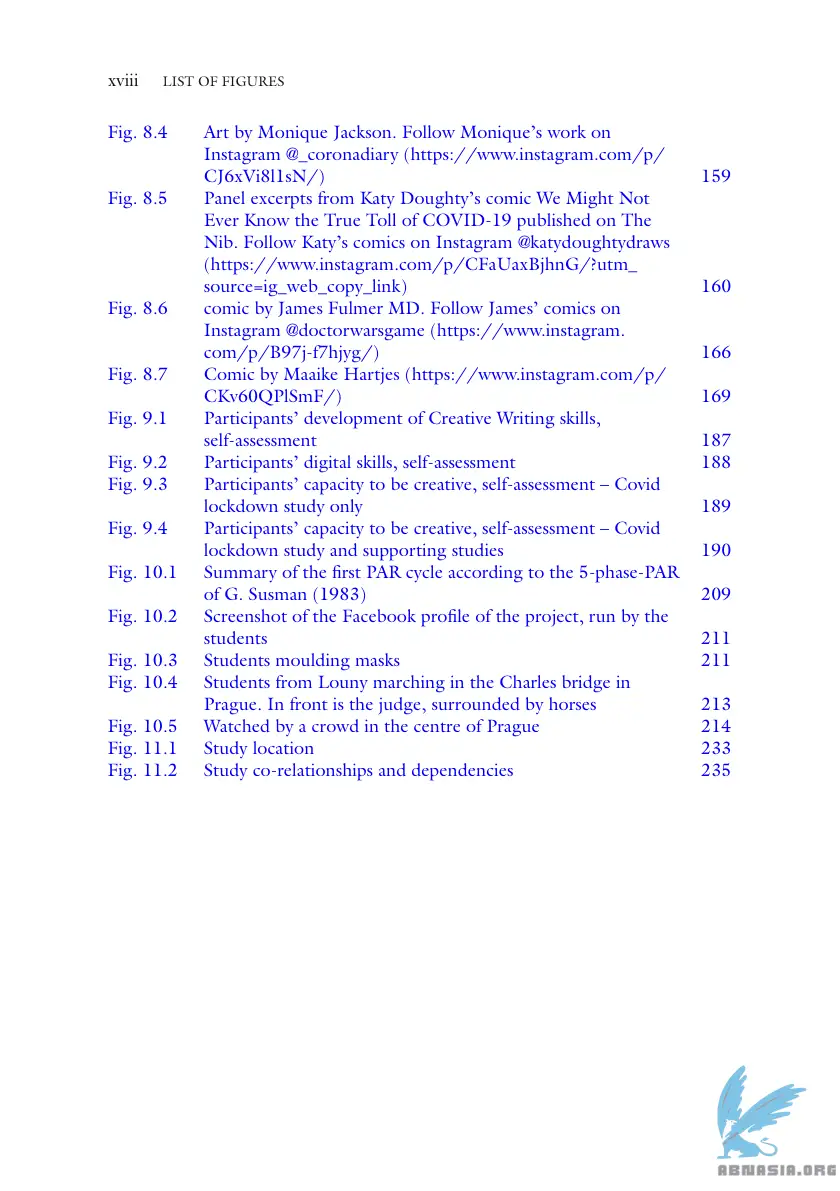 xviii LIST OF FIGURES
Fig. 8.4 Art by Monique Jackson. Follow Monique’s work on
Instagram @_coronadiary (https://www.instagram.com/p/
CJ6xVi8l1sN/) 159
Fig. 8.5 Panel excerpts from Katy Doughty’s comic We Might Not
Ever Know the True Toll of COVID-19 published on The
Nib. Follow Katy’s comics on Instagram @katydoughtydraws
(https://www.instagram.com/p/CFaUaxBjhnG/?utm_
source=ig_web_copy_link) 160
Fig. 8.6 comic by James Fulmer MD. Follow James’ comics on
Instagram @doctorwarsgame (https://www.instagram.
com/p/B97j-f7hjyg/) 166
Fig. 8.7 Comic by Maaike Hartjes (https://www.instagram.com/p/
CKv60QPlSmF/) 169
Fig. 9.1 Participants’ development of Creative Writing skills,
self-assessment 187
Fig. 9.2 Participants’ digital skills, self-assessment 188
Fig. 9.3 Participants’ capacity to be creative, self-assessment – Covid
lockdown study only 189
Fig. 9.4 Participants’ capacity to be creative, self-assessment – Covid
lockdown study and supporting studies 190
Fig. 10.1 Summary of the first PAR cycle according to the 5-phase-PAR
of G. Susman (1983) 209
Fig. 10.2 Screenshot of the Facebook profile of the project, run by the
students 211
Fig. 10.3 Students moulding masks 211
Fig. 10.4 Students from Louny marching in the Charles bridge in
Prague. In front is the judge, surrounded by horses 213
Fig. 10.5 Watched by a crowd in the centre of Prague 214
Fig. 11.1 Study location 233
Fig. 11.2 Study co-relationships and dependencies 235
ABNASIA.ORG